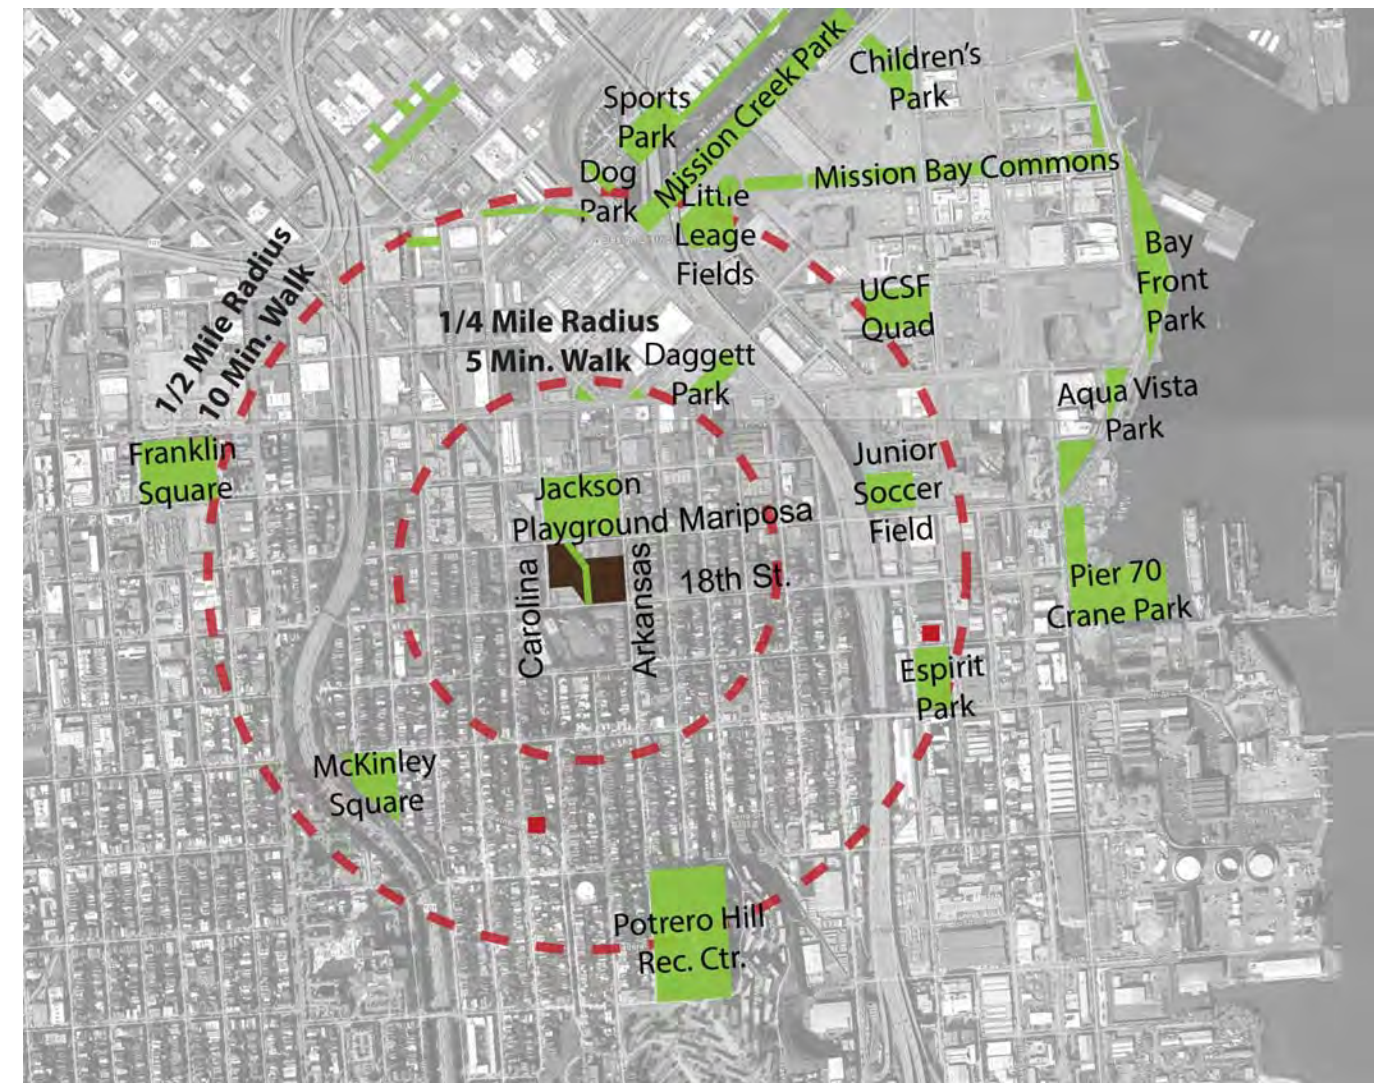 Mission Creek Park
Children's
Park
Sports
Park
Dog
Park
Mission Bay Commons
Little
Leage
Fields
Bay
Front
Park
UCSF
Quad
1/2 Mile Radius
10 Min. Walk
1/4 Mile Radius
5 Min. Walk
Daggett
Park
Aqua Vista
Park
Franklin
Square
Junior
Soccer
Field
Jackson
Playground Mariposa
Carolina
Arkansas
18th St.
Pier 70
Crane Park
Espirit
Park
McKinley
Square
Potrero Hill
Rec. Ctr.